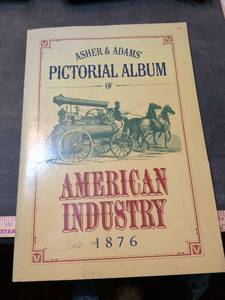 ASHER & ADAMS'
PICTORIAL ALBUM
OF
AMERICAN
INDUSTRY
1876